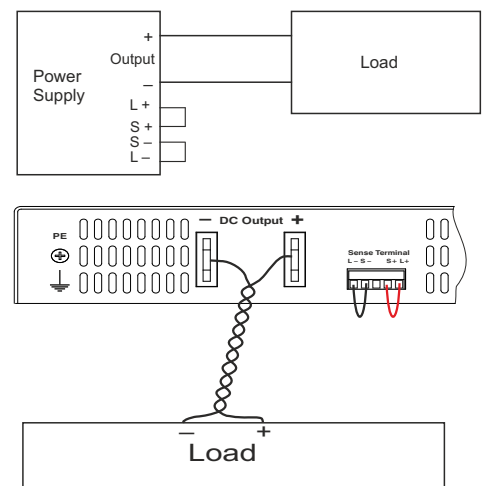 +
Output
Load
Power
Supply
–
L +
S +
S –
L –
– DC Output +
PE
Sense Terminal
L – S – S+ L+
– +
Load